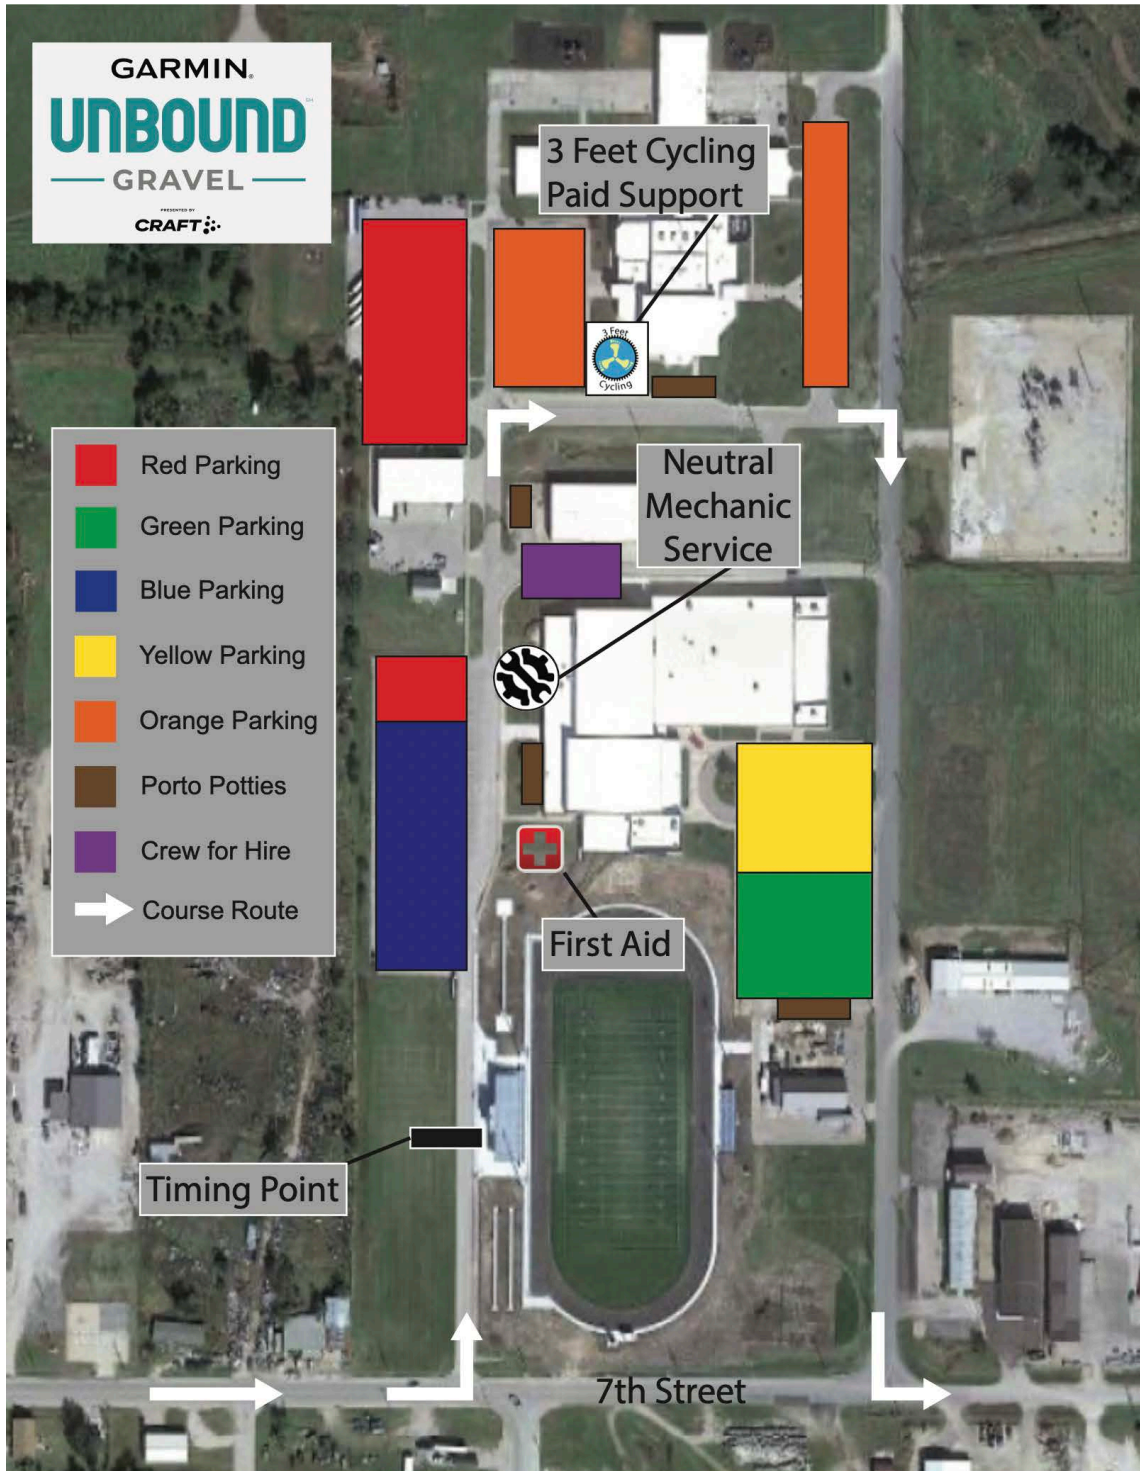 GARMIN.
UNBOUND
GRAVEL
PRESENTED BY
CRAFT
3 Feet Cycling
Paid Support
3 Feet
Cycling
Neutral
Mechanic
Service
Red Parking
Green Parking
Blue Parking
Yellow Parking
Orange Parking
Porto Potties
Crew for Hire
Course Route
First Aid
Timing Point
7th Street